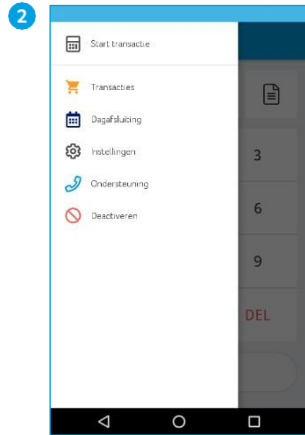 2
Start transactie
Transacties
Dagafsluiting
Instellingen
Ondersteuning
Deactiveren
3
6
9
DEL